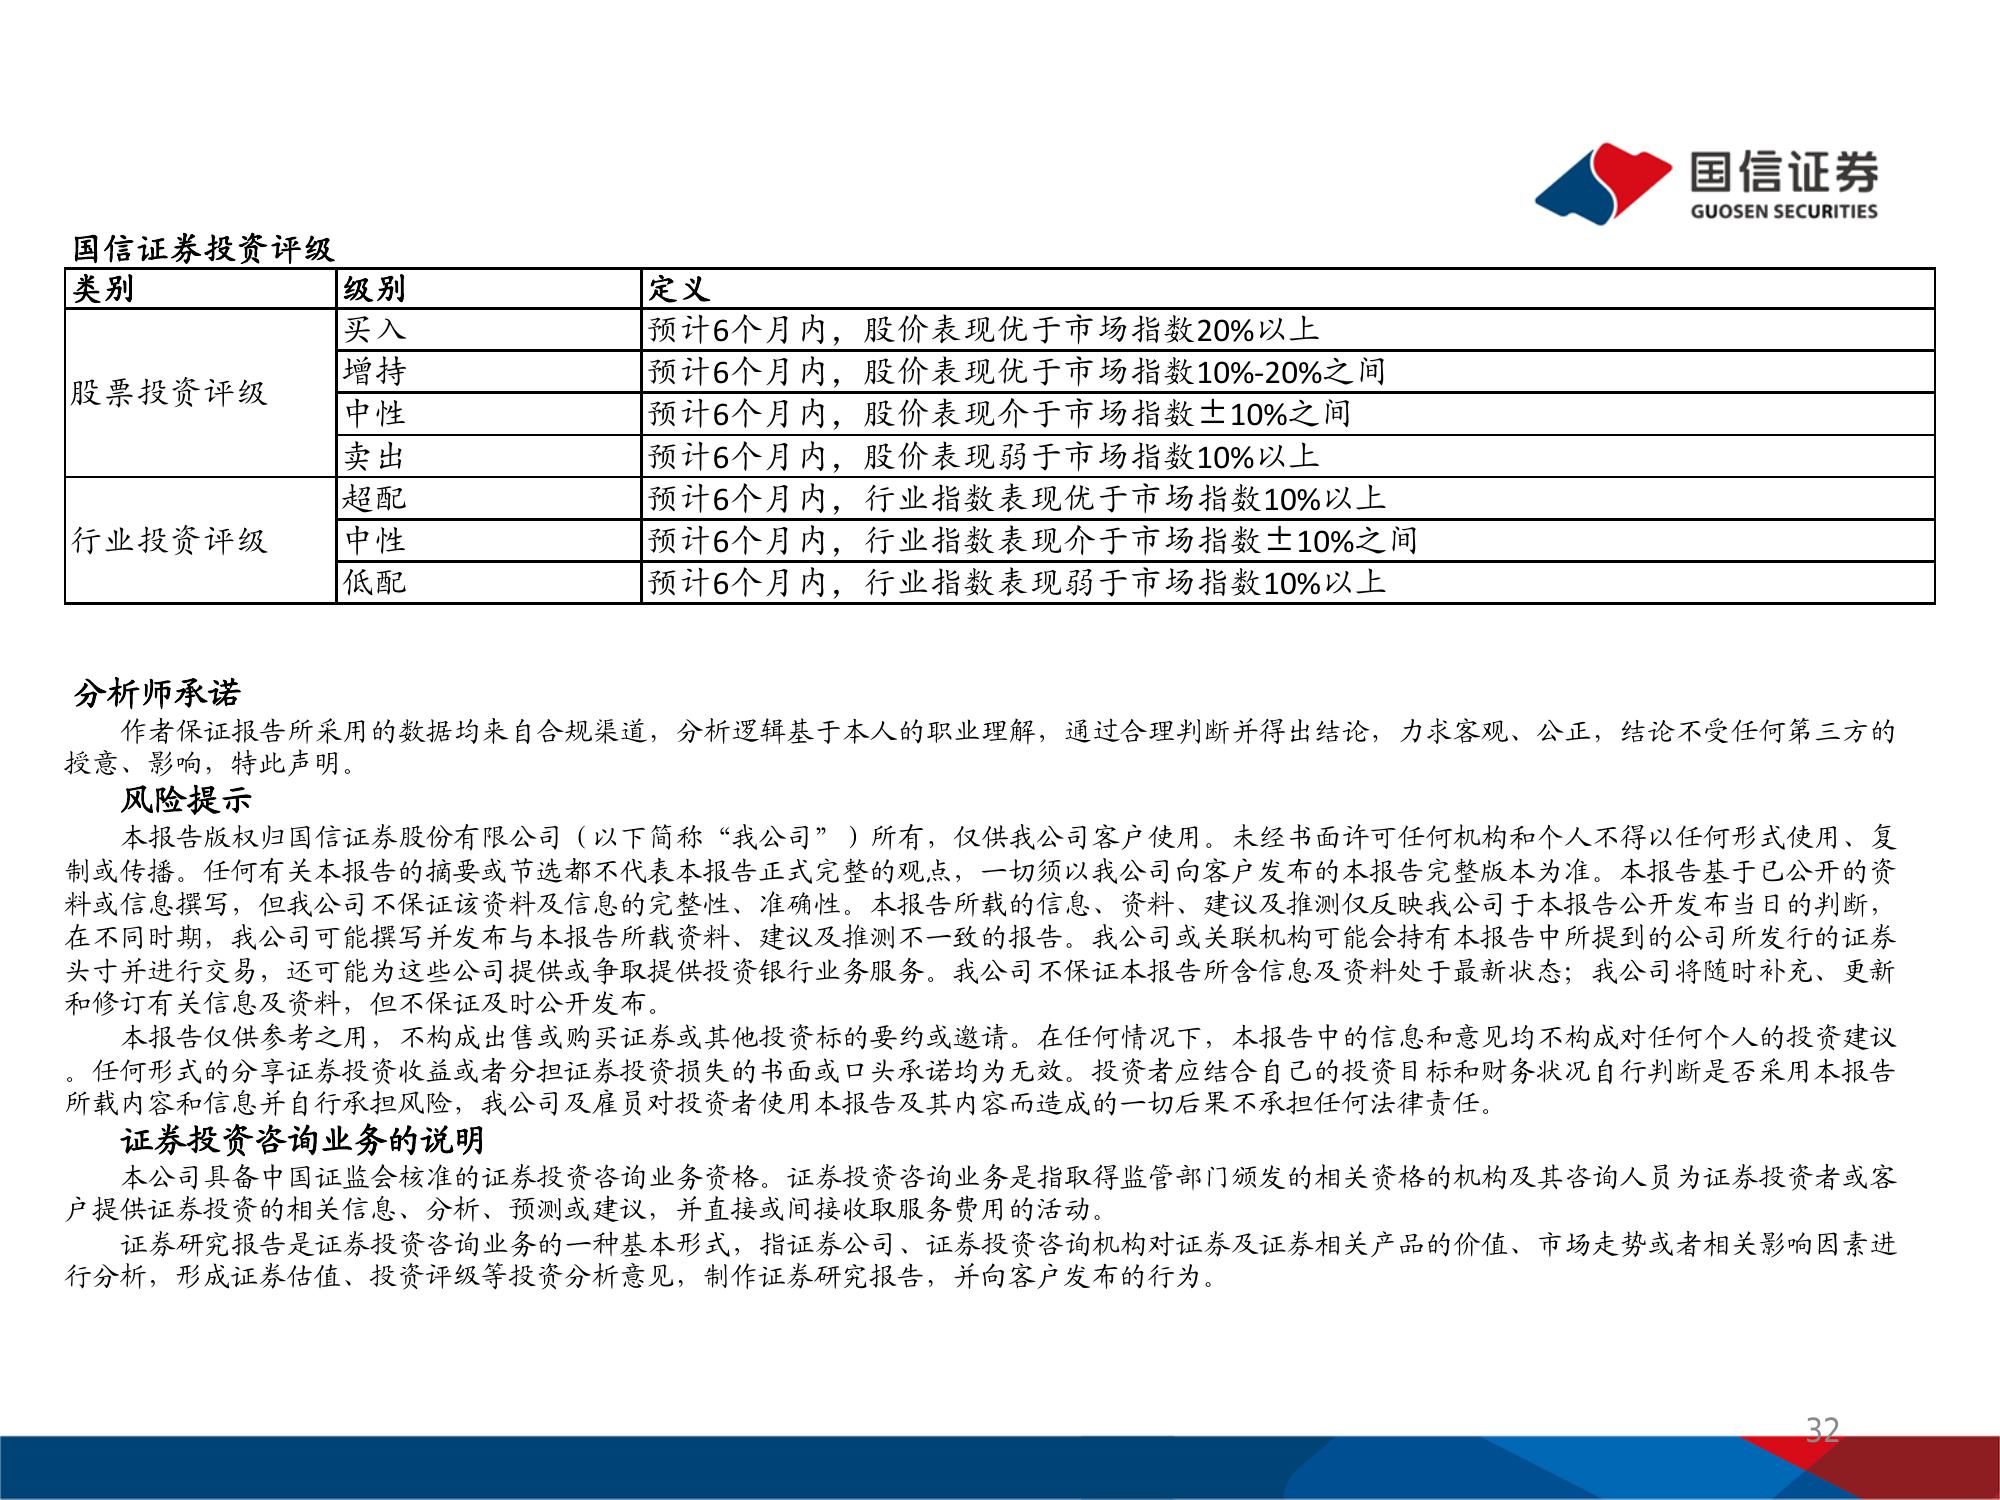 国信证券
GUOSEN SECURITIES
国信证券投资评级
类别 级别 定义
股票投资评级
买入 预计6个月内，股价表现优于市场指数20%以上
增持 预计6个月内，股价表现优于市场指数10%-20%之间
中性 预计6个月内，股价表现介于市场指数±10%之间
卖出 预计6个月内，股价表现弱于市场指数10%以上
行业投资评级
超配 预计6个月内，行业指数表现优于市场指数10%以上
中性 预计6个月内，行业指数表现介于市场指数±10%之间
低配 预计6个月内，行业指数表现弱于市场指数10%以上
分析师承诺
作者保证报告所采用的数据均来自合规渠道，分析逻辑基于本人的职业理解，通过合理判断并得出结论，力求客观、公正，结论不受任何第三方的
授意、影响，特此声明。
风险提示
本报告版权归国信证券股份有限公司（以下简称“我公司”）所有，仅供我公司客户使用。未经书面许可任何机构和个人不得以任何形式使用、复
制或传播。任何有关本报告的摘要或节选都不代表本报告正式完整的观点，一切须以我公司向客户发布的本报告完整版本为准。本报告基于已公开的资
料或信息撰写，但我公司不保证该资料及信息的完整性、准确性。本报告所载的信息、资料、建议及推测仅反映我公司于本报告公开发布当日的判断，
在不同时期，我公司可能撰写并发布与本报告所载资料、建议及推测不一致的报告。我公司或关联机构可能会持有本报告中所提到的公司所发行的证券
头寸并进行交易，还可能为这些公司提供或争取提供投资银行业务服务。我公司不保证本报告所含信息及资料处于最新状态；我公司将随时补充、更新
和修订有关信息及资料，但不保证及时公开发布。
本报告仅供参考之用，不构成出售或购买证券或其他投资标的要约或邀请。在任何情况下，本报告中的信息和意见均不构成对任何个人的投资建议
。任何形式的分享证券投资收益或者分担证券投资损失的书面或口头承诺均为无效。投资者应结合自己的投资目标和财务状况自行判断是否采用本报告
所载内容和信息并自行承担风险，我公司及雇员对投资者使用本报告及其内容而造成的一切后果不承担任何法律责任。
证券投资咨询业务的说明
本公司具备中国证监会核准的证券投资咨询业务资格。证券投资咨询业务是指取得监管部门颁发的相关资格的机构及其咨询人员为证券投资者或客
户提供证券投资的相关信息、分析、预测或建议，并直接或间接收取服务费用的活动。
证券研究报告是证券投资咨询业务的一种基本形式，指证券公司、证券投资咨询机构对证券及证券相关产品的价值、市场走势或者相关影响因素进
行分析，形成证券估值、投资评级等投资分析意见，制作证券研究报告，并向客户发布的行为。
32